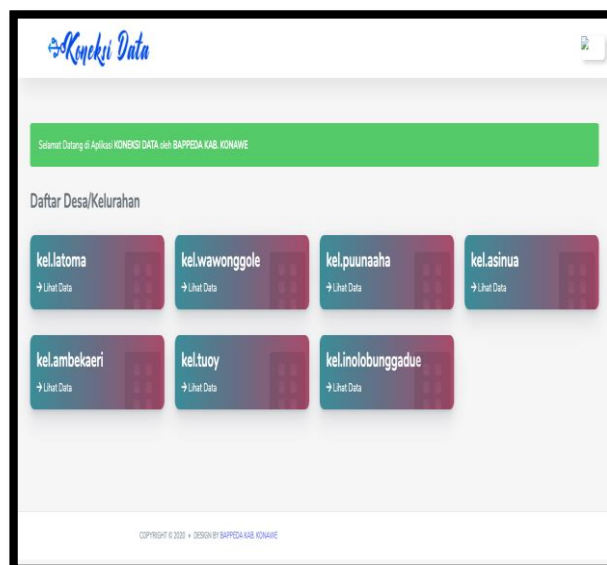 Koneksi Data
Selamat Datang di Aplikasi KONEKSI DATA oleh BAPPEDA KAB. KONAWE
Daftar Desa/Kelurahan
kel.latoma
→ Lihat Data
kel.wawonggole
→ Lihat Data
kel.puunaaha
→ Lihat Data
kel.asinua
→ Lihat Data
kel.ambekaeri
→ Lihat Data
kel.tuoy
→ Lihat Data
kel.inolobunggadue
→ Lihat Data
COPYRIGHT © 2020 • DESIGN BY BAPPEDA KAB. KONAWE